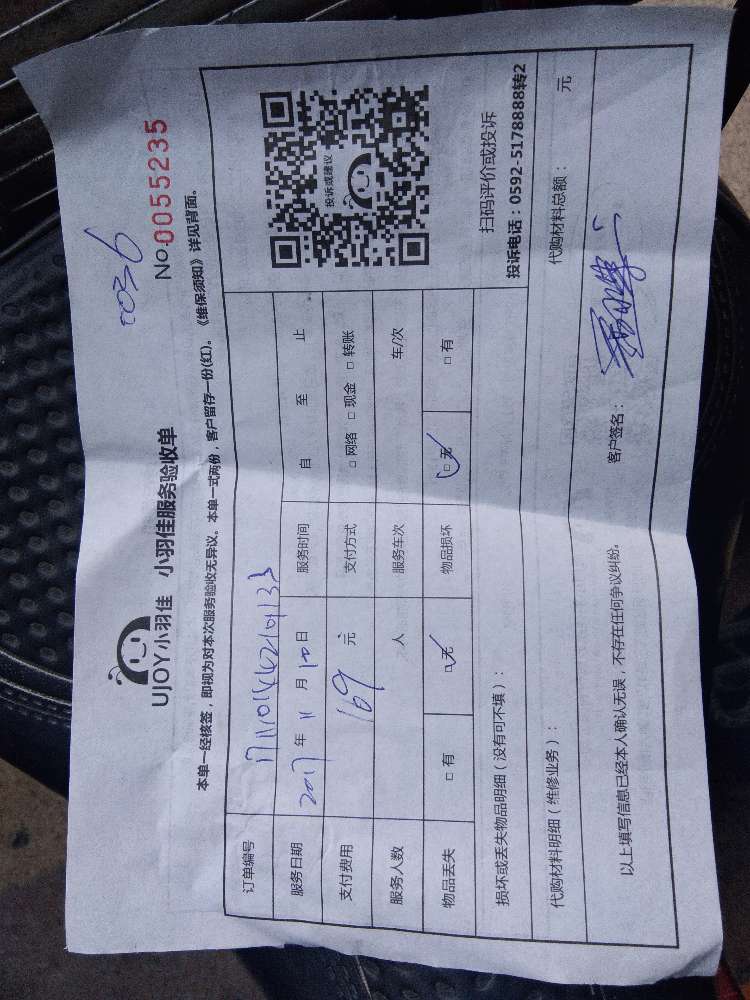 UJOY小羽佳 小羽佳服务验收单
0036
No.0055235
本单一经核签，即视为对本次服务验收无异议。本单一式两份，客户留存一份(红)。《维保须知》详见背面。
订单编号
服务日期 2017 年 11 月 10 日 服务时间 自 至 止
支付费用 169 元 支付方式 □ 网络 □ 现金 □ 转账
服务人数 人 服务车次 车/次
物品丢失 □ 有 □ 无 物品损坏 □ 无 □ 有
投诉或建议
扫码评价或投诉
投诉电话：0592-5178888转2
损坏或丢失物品明细（没有可不填）：
代购材料明细（维修业务）： 代购材料总额： 元
以上填写信息已经本人确认无误，不存在任何争议纠纷。 客户签名：